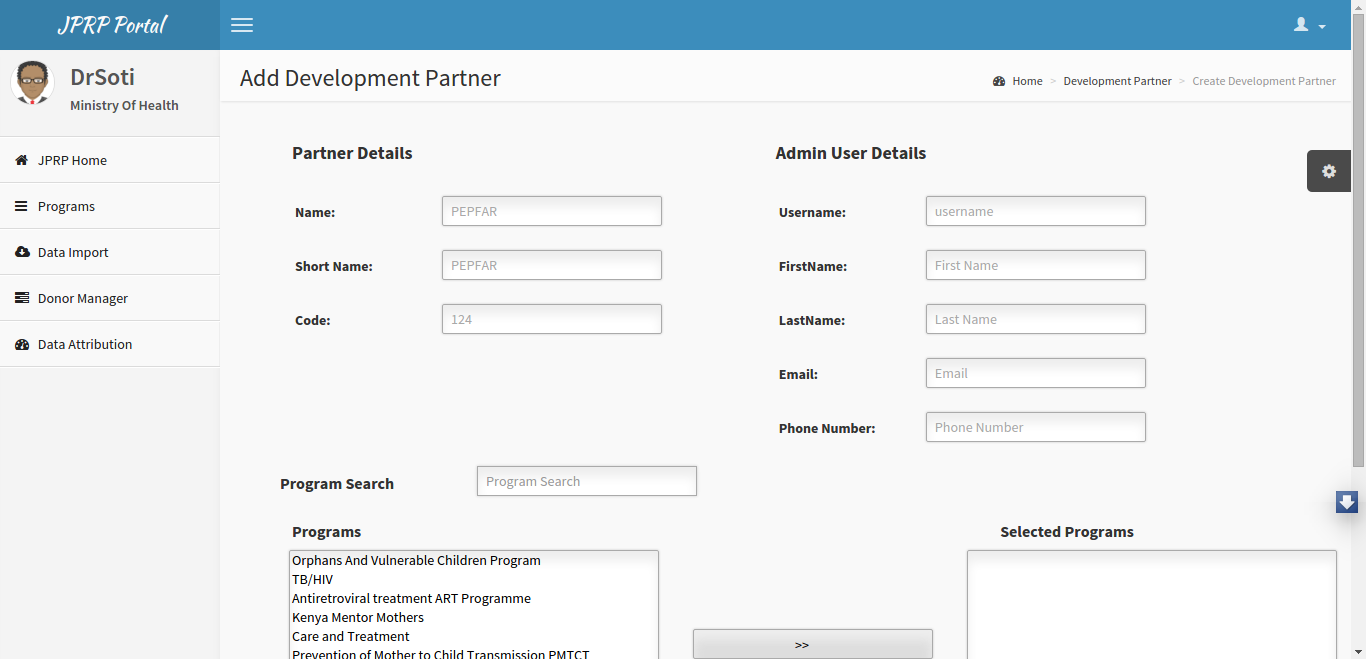 JPRP Portal
DrSoti
Ministry Of Health
JPRP Home
Programs
Data Import
Donor Manager
Data Attribution
Add Development Partner
Home > Development Partner > Create Development Partner
Partner Details
Name: PEPFAR
Short Name: PEPFAR
Code: 124
Admin User Details
Username: username
FirstName: First Name
LastName: Last Name
Email: Email
Phone Number: Phone Number
Program Search Program Search
Programs
Orphans And Vulnerable Children Program
TB/HIV
Antiretroviral treatment ART Programme
Kenya Mentor Mothers
Care and Treatment
Prevention of Mother to Child Transmission PMTCT
>>
Selected Programs